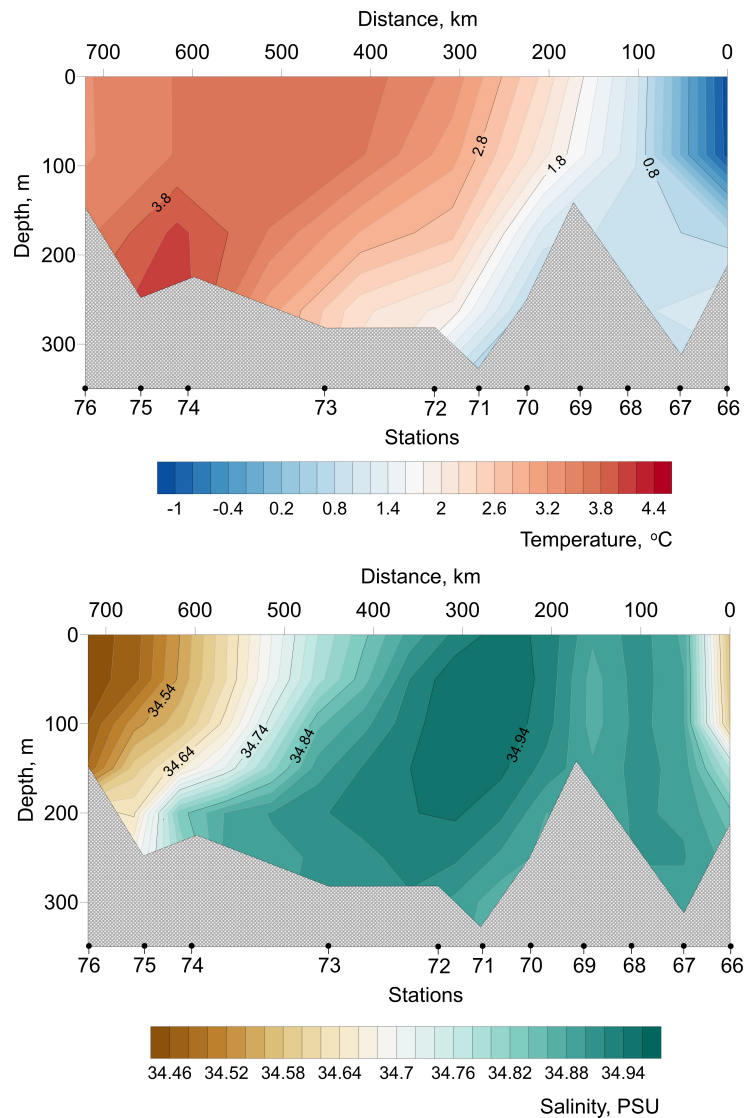 Distance, km
700 600 500 400 300 200 100 0
0
100
200
300
Depth, m
2.8
1.8
0.8
3.8
76 75 74 73 72 71 70 69 68 67 66
Stations
-1 -0.4 0.2 0.8 1.4 2 2.6 3.2 3.8 4.4
Temperature, °C
Distance, km
700 600 500 400 300 200 100 0
0
100
200
300
Depth, m
34.54
34.64
34.74
34.84
34.94
76 75 74 73 72 71 70 69 68 67 66
Stations
34.46 34.52 34.58 34.64 34.7 34.76 34.82 34.88 34.94
Salinity, PSU